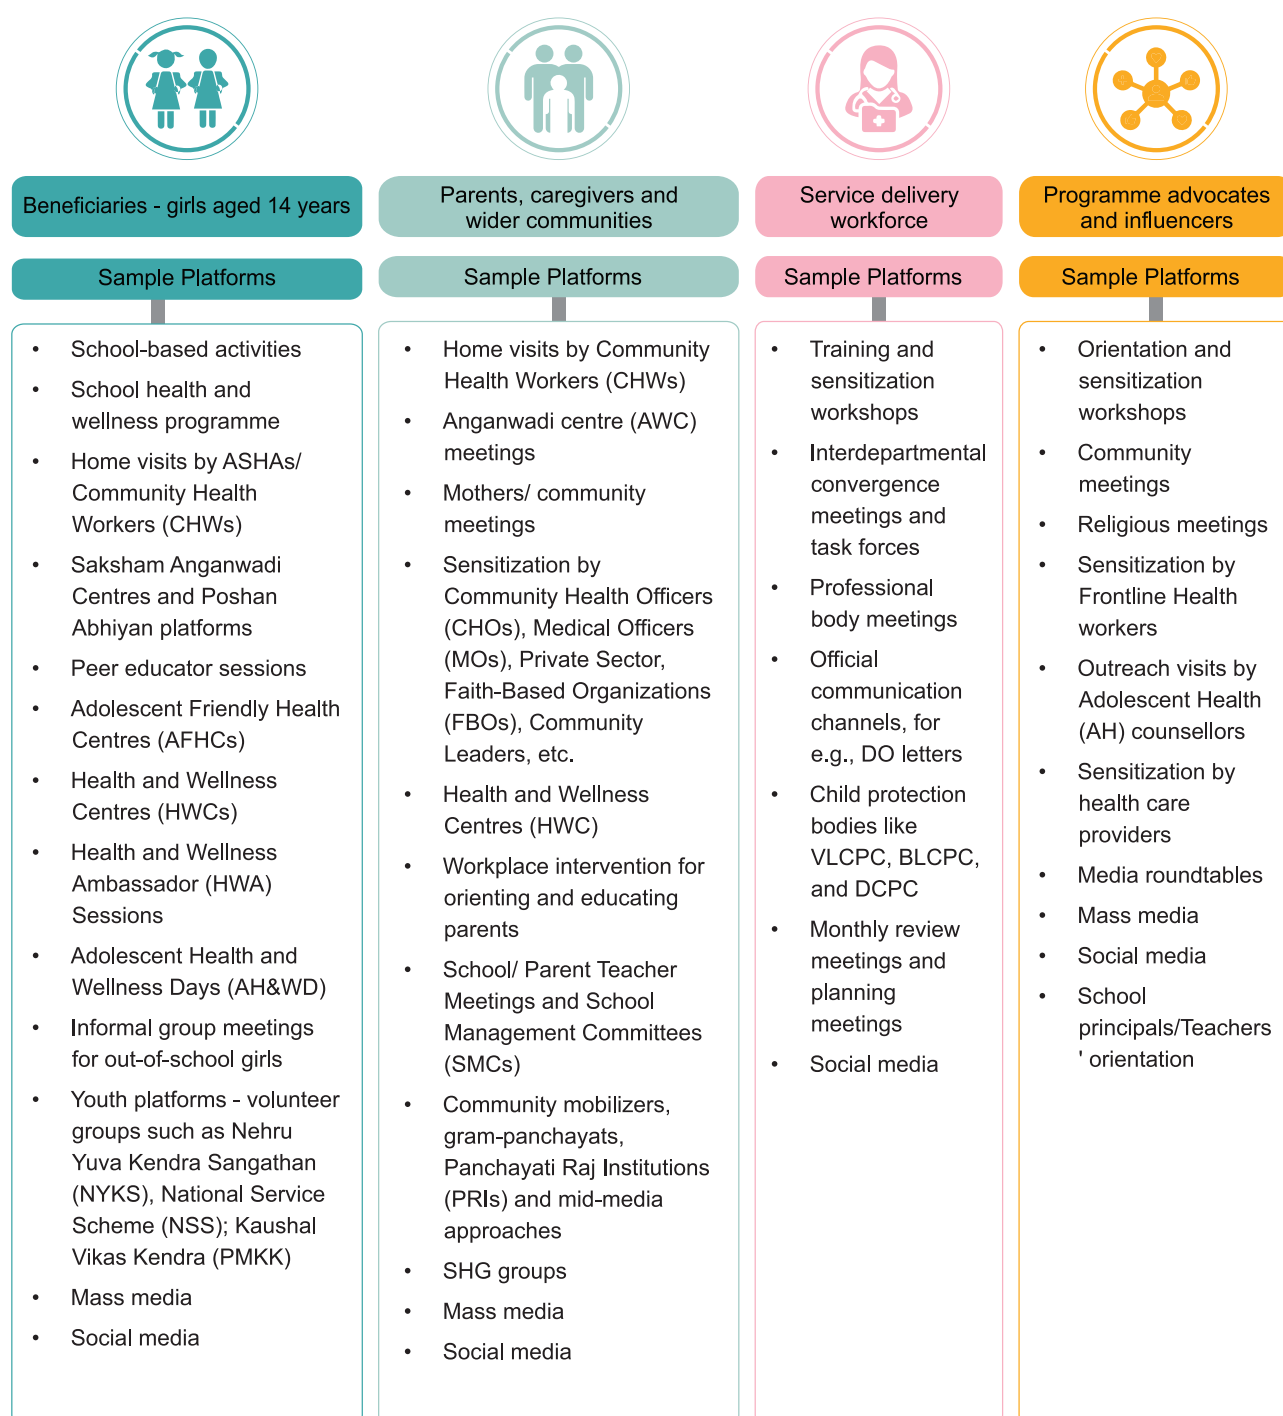 Beneficiaries - girls aged 14 years
Sample Platforms
• School-based activities
• School health and
wellness programme
• Home visits by ASHAs/
Community Health
Workers (CHWs)
• Saksham Anganwadi
Centres and Poshan
Abhiyan platforms
• Peer educator sessions
• Adolescent Friendly Health
Centres (AFHCs)
• Health and Wellness
Centres (HWCs)
• Health and Wellness
Ambassador (HWA)
Sessions
• Adolescent Health and
Wellness Days (AH&WD)
• Informal group meetings
for out-of-school girls
• Youth platforms - volunteer
groups such as Nehru
Yuva Kendra Sangathan
(NYKS), National Service
Scheme (NSS); Kaushal
Vikas Kendra (PMKK)
• Mass media
• Social media
Parents, caregivers and
wider communities
Sample Platforms
• Home visits by Community
Health Workers (CHWs)
• Anganwadi centre (AWC)
meetings
• Mothers/ community
meetings
• Sensitization by
Community Health Officers
(CHOs), Medical Officers
(MOs), Private Sector,
Faith-Based Organizations
(FBOs), Community
Leaders, etc.
• Health and Wellness
Centres (HWC)
• Workplace intervention for
orienting and educating
parents
• School/ Parent Teacher
Meetings and School
Management Committees
(SMCs)
• Community mobilizers,
gram-panchayats,
Panchayati Raj Institutions
(PRIs) and mid-media
approaches
• SHG groups
• Mass media
• Social media
Service delivery
workforce
Sample Platforms
• Training and
sensitization
workshops
• Interdepartmental
convergence
meetings and
task forces
• Professional
body meetings
• Official
communication
channels, for
e.g., DO letters
• Child protection
bodies like
VLCPC, BLCPC,
and DCPC
• Monthly review
meetings and
planning
meetings
• Social media
Programme advocates
and influencers
Sample Platforms
• Orientation and
sensitization
workshops
• Community
meetings
• Religious meetings
• Sensitization by
Frontline Health
workers
• Outreach visits by
Adolescent Health
(AH) counsellors
• Sensitization by
health care
providers
• Media roundtables
• Mass media
• Social media
• School
principals/Teachers
' orientation